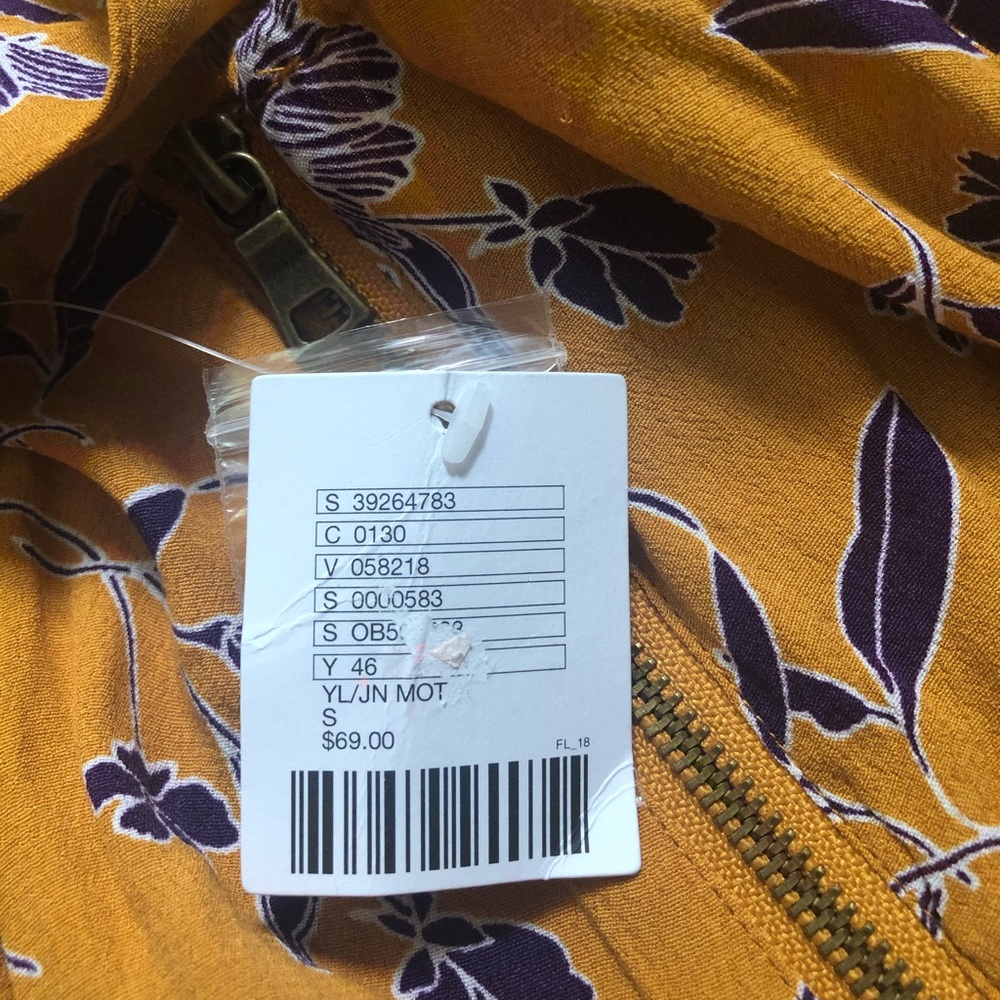 S 39264783
C 0130
V 058218
S 0000583
S
Y 46
YL/JN MOT
S
$69.00
FL_18